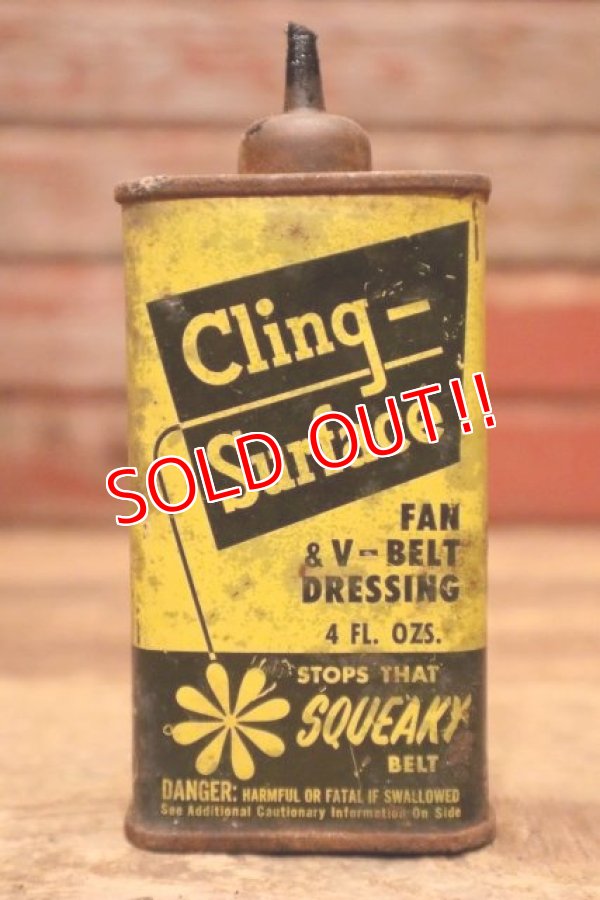 Cling-
Surface
SOLD OUT!!
FAN
& V-BELT
DRESSING
4 FL. OZS.
STOPS THAT
SQUEAKY
BELT
DANGER: HARMFUL OR FATAL IF SWALLOWED
See Additional Cautionary Information On Side